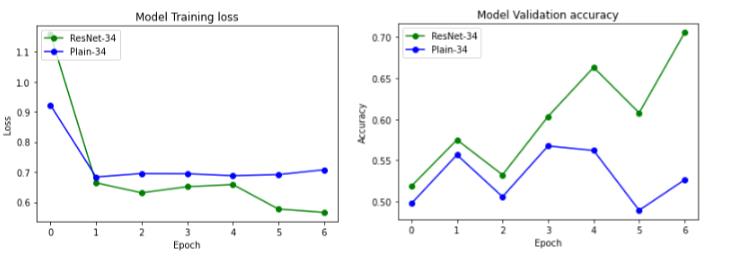 Model Training loss
ResNet-34
Plain-34
1.1
1.0
0.9
0.8
0.7
0.6
Loss
0 1 2 3 4 5 6
Epoch
Model Validation accuracy
ResNet-34
Plain-34
0.70
0.65
0.60
0.55
0.50
Accuracy
0 1 2 3 4 5 6
Epoch